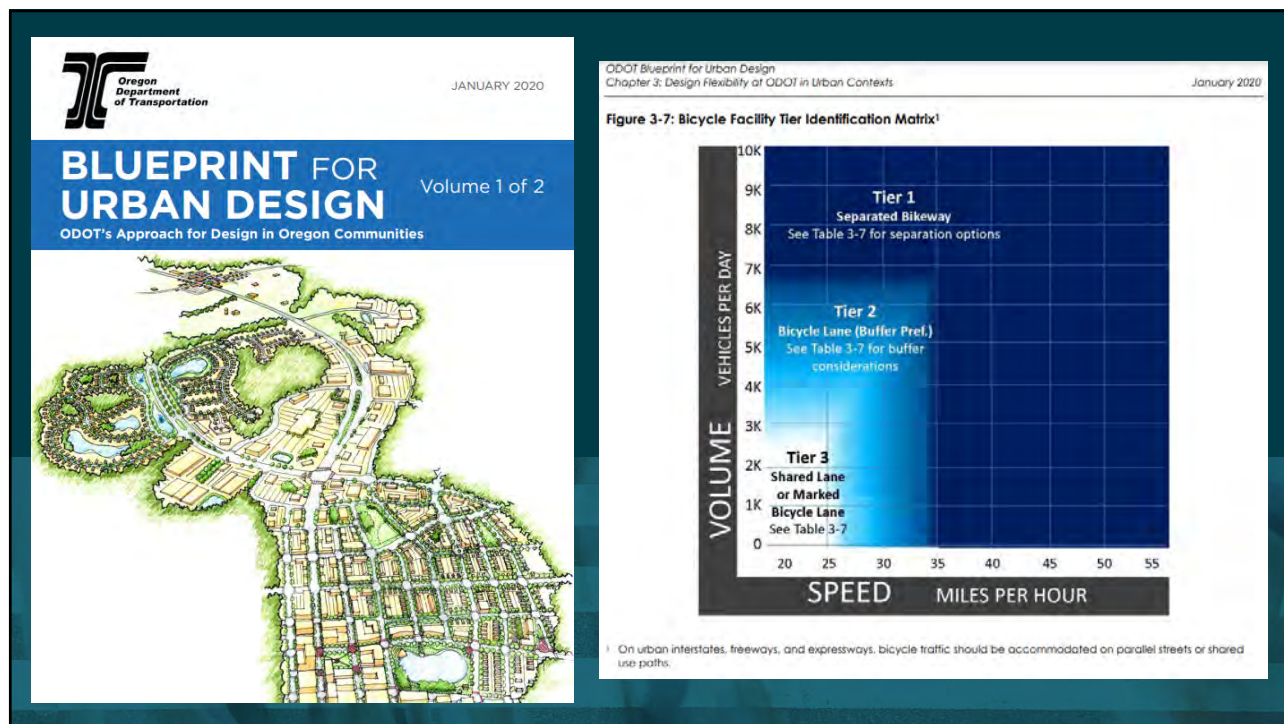 Oregon
Department
of Transportation
JANUARY 2020
BLUEPRINT FOR
URBAN DESIGN
Volume 1 of 2
ODOT's Approach for Design in Oregon Communities
ODOT Blueprint for Urban Design
Chapter 3: Design Flexibility at ODOT in Urban Contexts
January 2020
Figure 3-7: Bicycle Facility Tier Identification Matrix¹
10K
9K
8K
7K
6K
5K
4K
3K
2K
1K
0
VOLUME VEHICLES PER DAY
Tier 1
Separated Bikeway
See Table 3-7 for separation options
Tier 2
Bicycle Lane (Buffer Pref.)
See Table 3-7 for buffer
considerations
Tier 3
Shared Lane
or Marked
Bicycle Lane
See Table 3-7
20 25 30 35 40 45 50 55
SPEED MILES PER HOUR
¹ On urban interstates, freeways, and expressways, bicycle traffic should be accommodated on parallel streets or shared
use paths.